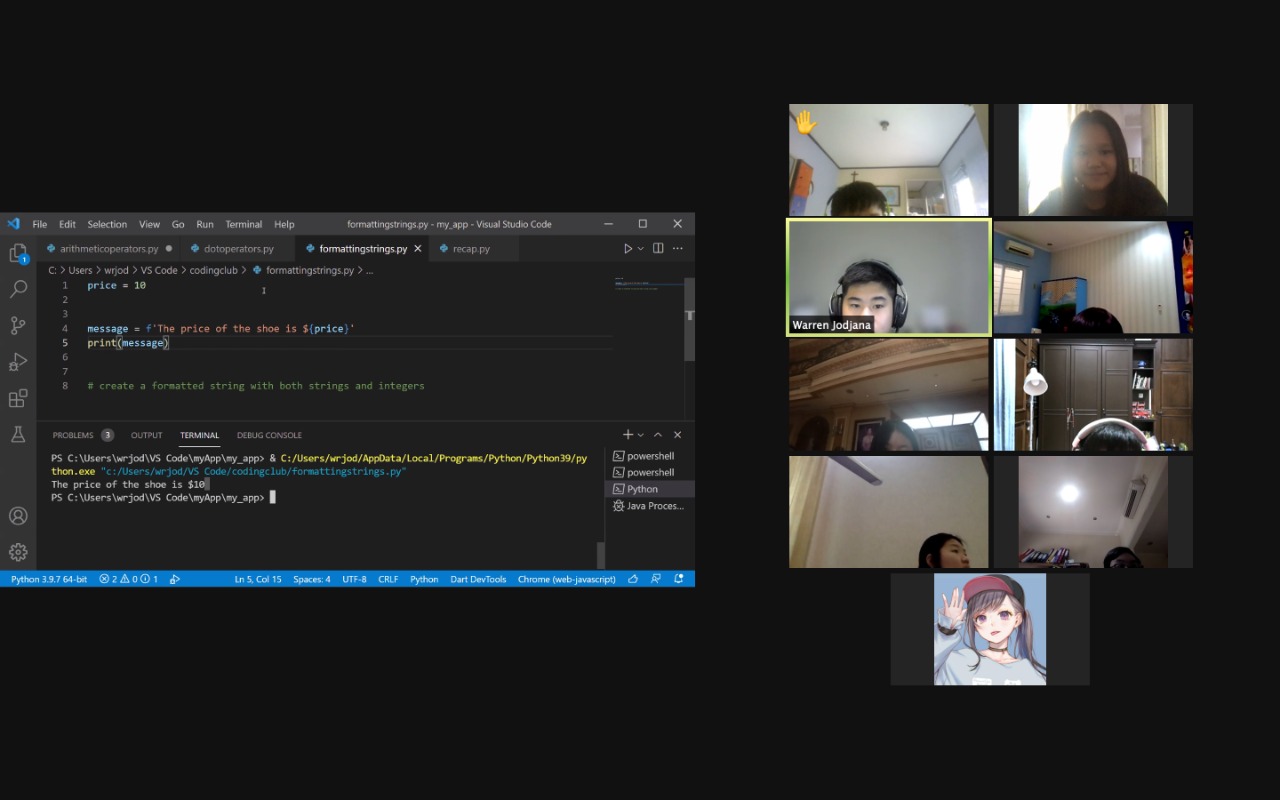 File Edit Selection View Go Run Terminal Help formattingstrings.py - my_app - Visual Studio Code
arithmeticoperators.py dotoperators.py formattingstrings.py recap.py
C: > Users > wrjod > VS Code > codingclub > formattingstrings.py > ...
1 price = 10
2
3
4 message = f'The price of the shoe is ${price}'
5 print(message)
6
7
8 # create a formatted string with both strings and integers
1
PROBLEMS 3 OUTPUT TERMINAL DEBUG CONSOLE
PS C:\Users\wrjod\VS Code\myApp\my_app> & C:/Users/wrjod/AppData/Local/Programs/Python/Python39/py
thon.exe "c:/Users/wrjod/VS Code/codingclub/formattingstrings.py"
The price of the shoe is $10
PS C:\Users\wrjod\VS Code\myApp\my_app>
powershell
powershell
Python
Java Proces...
Python 3.9.7 64-bit 2 0 1 Ln 5, Col 15 Spaces: 4 UTF-8 CRLF Python Dart DevTools Chrome (web-javascript)
Warren Jodjana